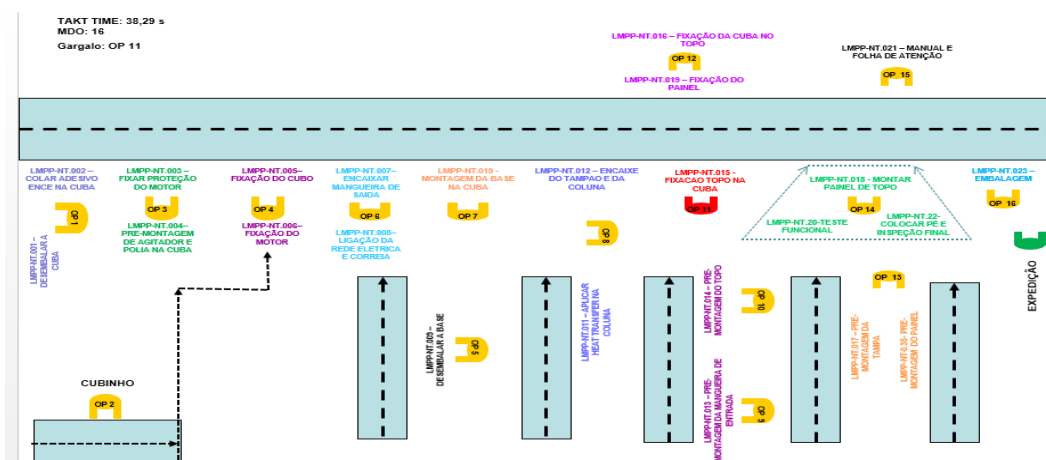 TAKT TIME: 38,29 s
MDO: 16
Gargalo: OP 11
LMPP-NT.016 – FIXAÇÃO DA CUBA NO
TOPO
OP 12
LMPP-NT.019 – FIXAÇÃO DO
PAINEL
LMPP-NT.021 – MANUAL E
FOLHA DE ATENÇÃO
OP 15
LMPP-NT.002 –
COLAR ADESIVO
ENCE NA CUBA
OP 1
LMPP-NT.001 –
DESEMBALAR A
CUBA
LMPP-NT.003 –
FIXAR PROTEÇÃO
DO MOTOR
OP 3
LMPP-NT.004–
PRE-MONTAGEM
DE AGITADOR E
POLIA NA CUBA
LMPP-NT.005–
FIXAÇÃO DO CUBO
OP 4
LMPP-NT.006–
FIXAÇÃO DO
MOTOR
LMPP-NT.007–
ENCAIXAR
MANGUEIRA DE
SAIDA
OP 6
LMPP-NT.008–
LIGAÇÃO DA
REDE ELETRICA
E CORREIA
LMPP-NT.010 -
MONTAGEM DA BASE
NA CUBA
OP 7
LMPP-NT.009 –
DESEMBALAR A BASE
OP 5
LMPP-NT.012 – ENCAIXE
DO TAMPAO E DA
COLUNA
OP 8
LMPP-NT.011 – APLICAR
HEAT TRANSFER NA
COLUNA
LMPP-NT.015 -
FIXACAO TOPO NA
CUBA
OP 11
LMPP-NT.014 – PRE-
MONTAGEM DO TOPO
OP 10
LMPP-NT.013 – PRE-
MONTAGEM DA MANGUEIRA DE
ENTRADA
LMPP-NT.018 - MONTAR
PAINEL DE TOPO
OP 14
LMPP-NT.20-TESTE
FUNCIONAL
LMPP-NT.22-
COLOCAR PÉ E
INSPEÇÃO FINAL
OP 13
LMPP-NT.017 – PRE-
MONTAGEM DA
TAMPA
LMPP-NT-0.35- PRE-
MONTAGEM DO PAINEL
LMPP-NT.023 –
EMBALAGEM
OP 16
EXPEDIÇÃO
CUBINHO
OP 2